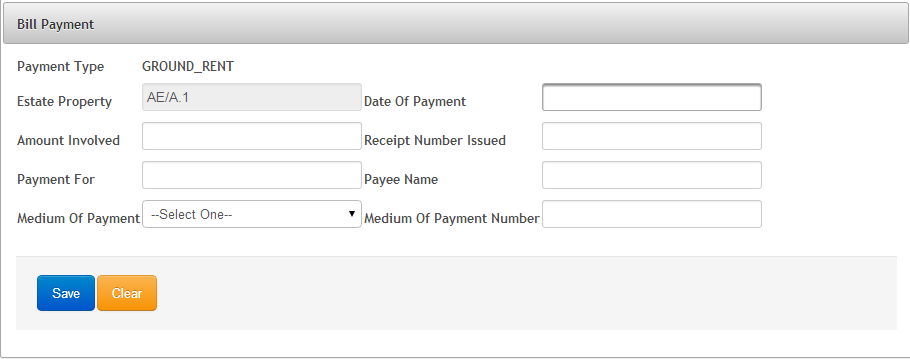 Bill Payment
Payment Type GROUND_RENT
Estate Property AE/A.1 Date Of Payment
Amount Involved Receipt Number Issued
Payment For Payee Name
Medium Of Payment --Select One-- Medium Of Payment Number
Save Clear